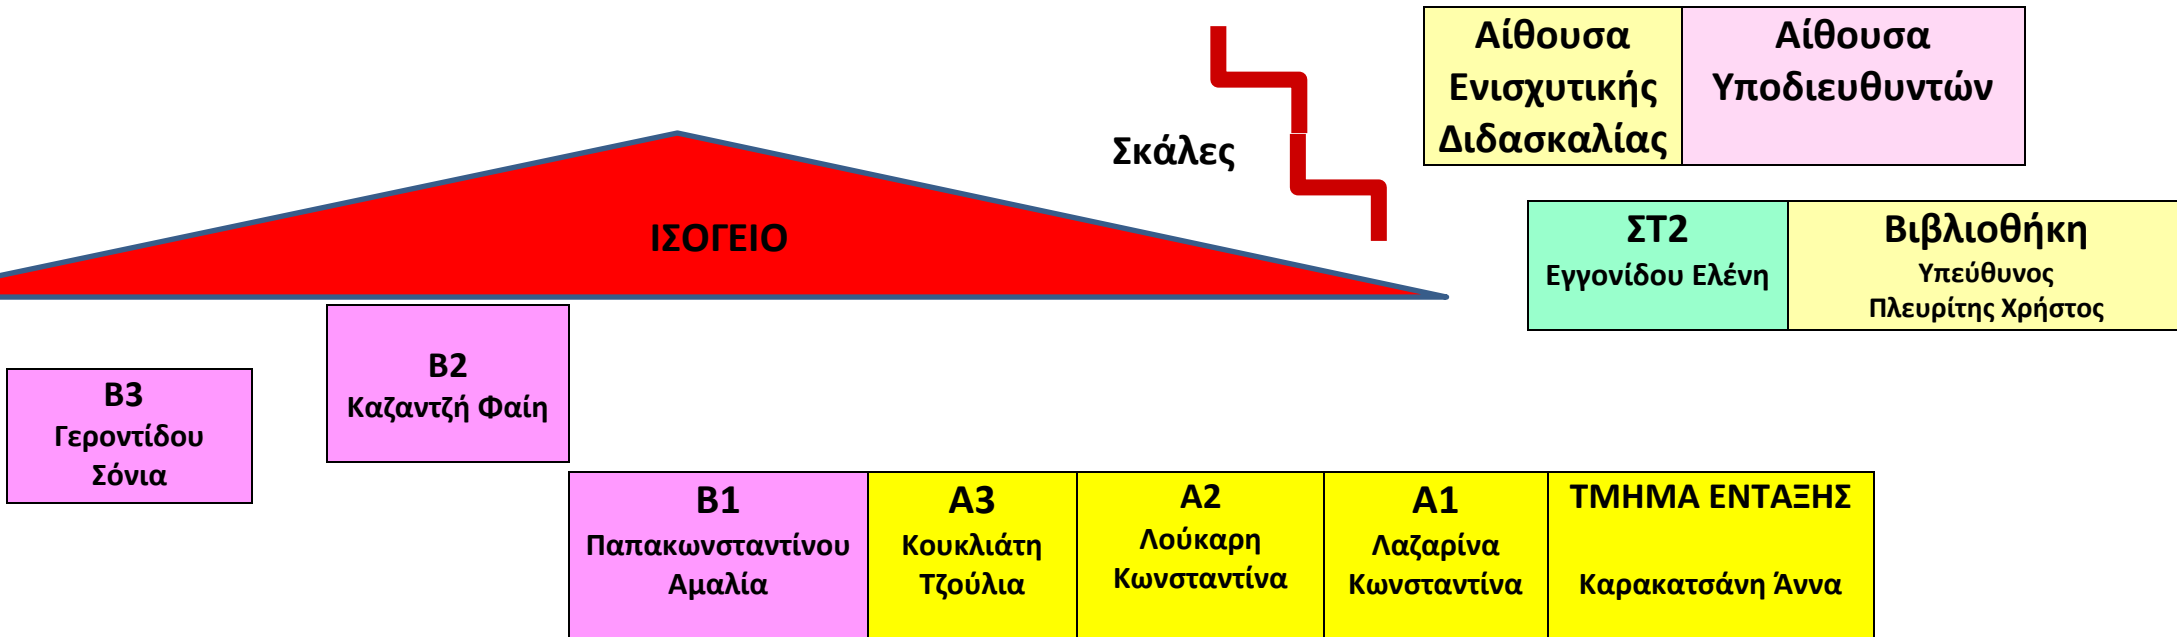 Αίθουσα
Ενισχυτικής
Διδασκαλίας
Αίθουσα
Υποδιευθυντών
Σκάλες
ΙΣΟΓΕΙΟ
ΣΤ2
Εγγονίδου Ελένη
Βιβλιοθήκη
Υπεύθυνος
Πλευρίτης Χρήστος
Β3
Γεροντίδου
Σόνια
Β2
Καζαντζή Φαίη
Β1
Παπακωνσταντίνου
Αμαλία
Α3
Κουκλιάτη
Τζούλια
Α2
Λούκαρη
Κωνσταντίνα
Α1
Λαζαρίνα
Κωνσταντίνα
ΤΜΗΜΑ ΕΝΤΑΞΗΣ
Καρακατσάνη Άννα